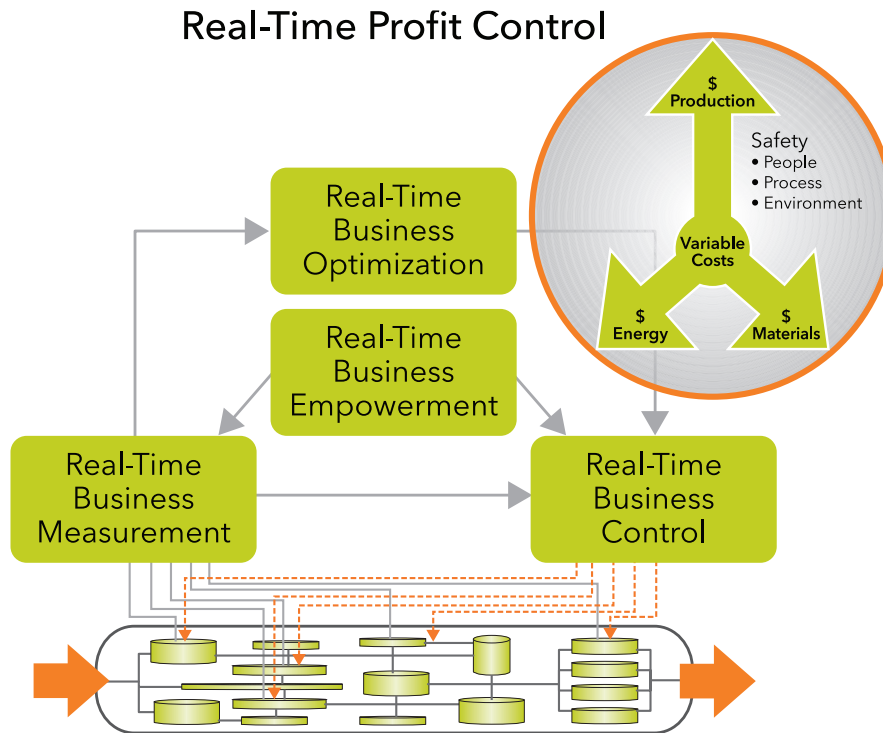 Real-Time Profit Control
$
Production
Safety
• People
• Process
• Environment
Variable
Costs
$
Energy
$
Materials
Real-Time
Business
Optimization
Real-Time
Business
Empowerment
Real-Time
Business
Measurement
Real-Time
Business
Control